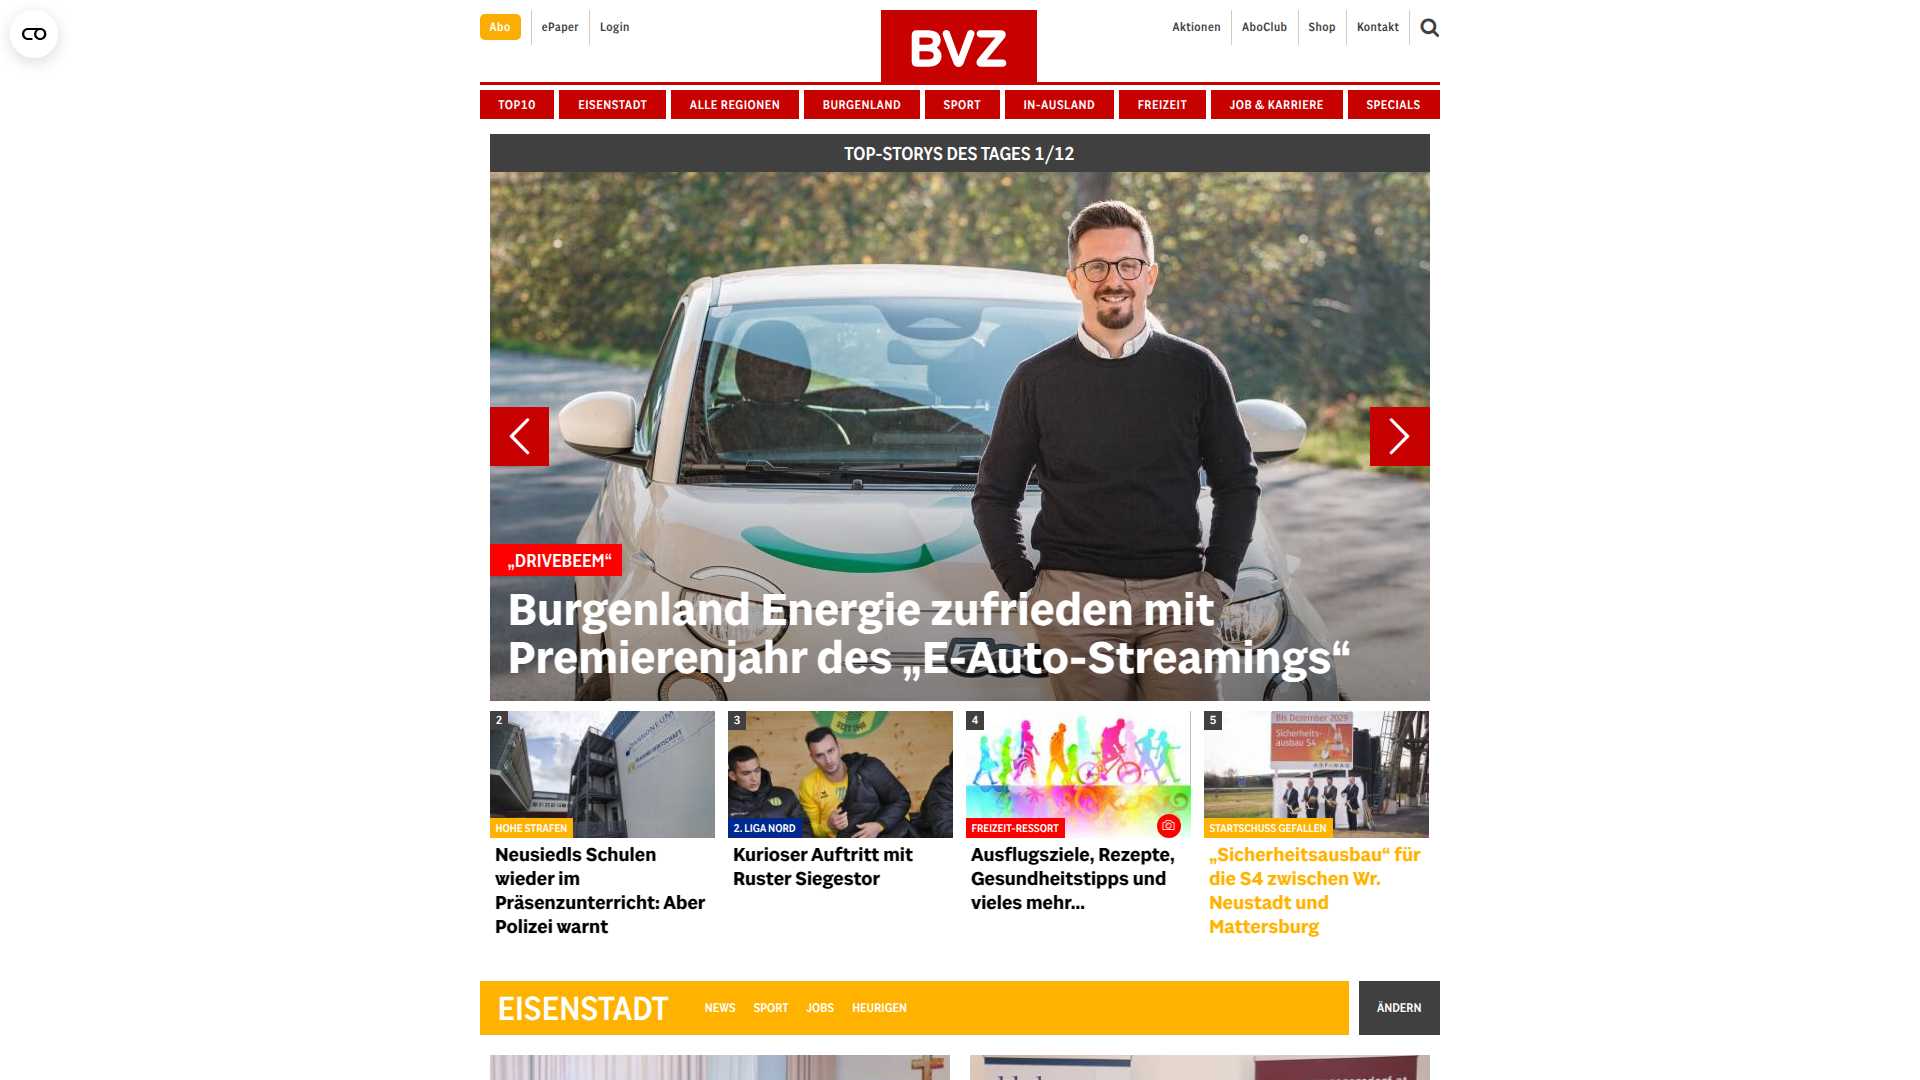 Abo
ePaper
Login
BVZ
Aktionen
AboClub
Shop
Kontakt
TOP10
EISENSTADT
ALLE REGIONEN
BURGENLAND
SPORT
IN-AUSLAND
FREIZEIT
JOB & KARRIERE
SPECIALS
TOP-STORYS DES TAGES 1/12
„DRIVEBEEM“
Burgenland Energie zufrieden mit
Premierenjahr des „E-Auto-Streamings“
2
HOHE STRAFEN
Neusiedls Schulen
wieder im
Präsenzunterricht: Aber
Polizei warnt
3
2. LIGA NORD
Kurioser Auftritt mit
Ruster Siegestor
4
FREIZEIT-RESSORT
Ausflugsziele, Rezepte,
Gesundheitstipps und
vieles mehr...
5
Bis Dezember 2029
Sicherheits-
ausbau S4
ASFINAG
STARTSCHUSS GEFALLEN
„Sicherheitsausbau“ für
die S4 zwischen Wr.
Neustadt und
Mattersburg
EISENSTADT
NEWS
SPORT
JOBS
HEURIGEN
ÄNDERN